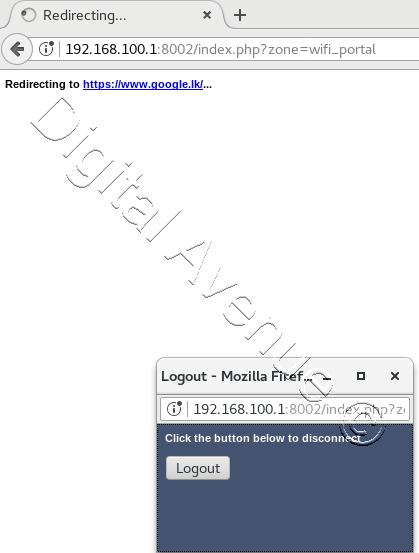 Redirecting...
192.168.100.1:8002/index.php?zone=wifi_portal
Redirecting to https://www.google.lk/...
Digital Avenue ©
Logout - Mozilla Firef...
192.168.100.1:8002/index.php?z
Click the button below to disconnect
Logout